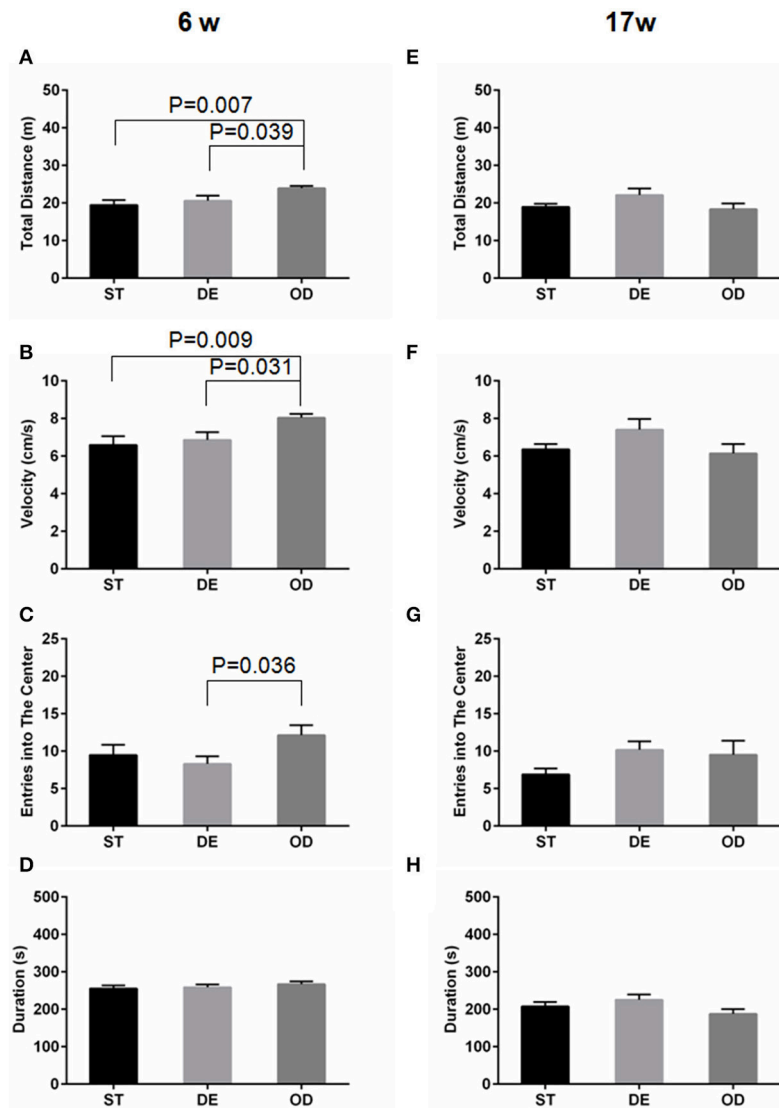 6 w
17w
A
E
P=0.007
P=0.039
Total Distance (m)
50
40
30
20
10
0
ST DE OD
Total Distance (m)
50
40
30
20
10
0
ST DE OD
B
F
P=0.009
P=0.031
Velocity (cm/s)
10
8
6
4
2
0
ST DE OD
Velocity (cm/s)
10
8
6
4
2
0
ST DE OD
C
G
P=0.036
Entries into The Center
25
20
15
10
5
0
ST DE OD
Entries into The Center
25
20
15
10
5
0
ST DE OD
D
H
Duration (s)
500
400
300
200
100
0
ST DE OD
Duration (s)
500
400
300
200
100
0
ST DE OD